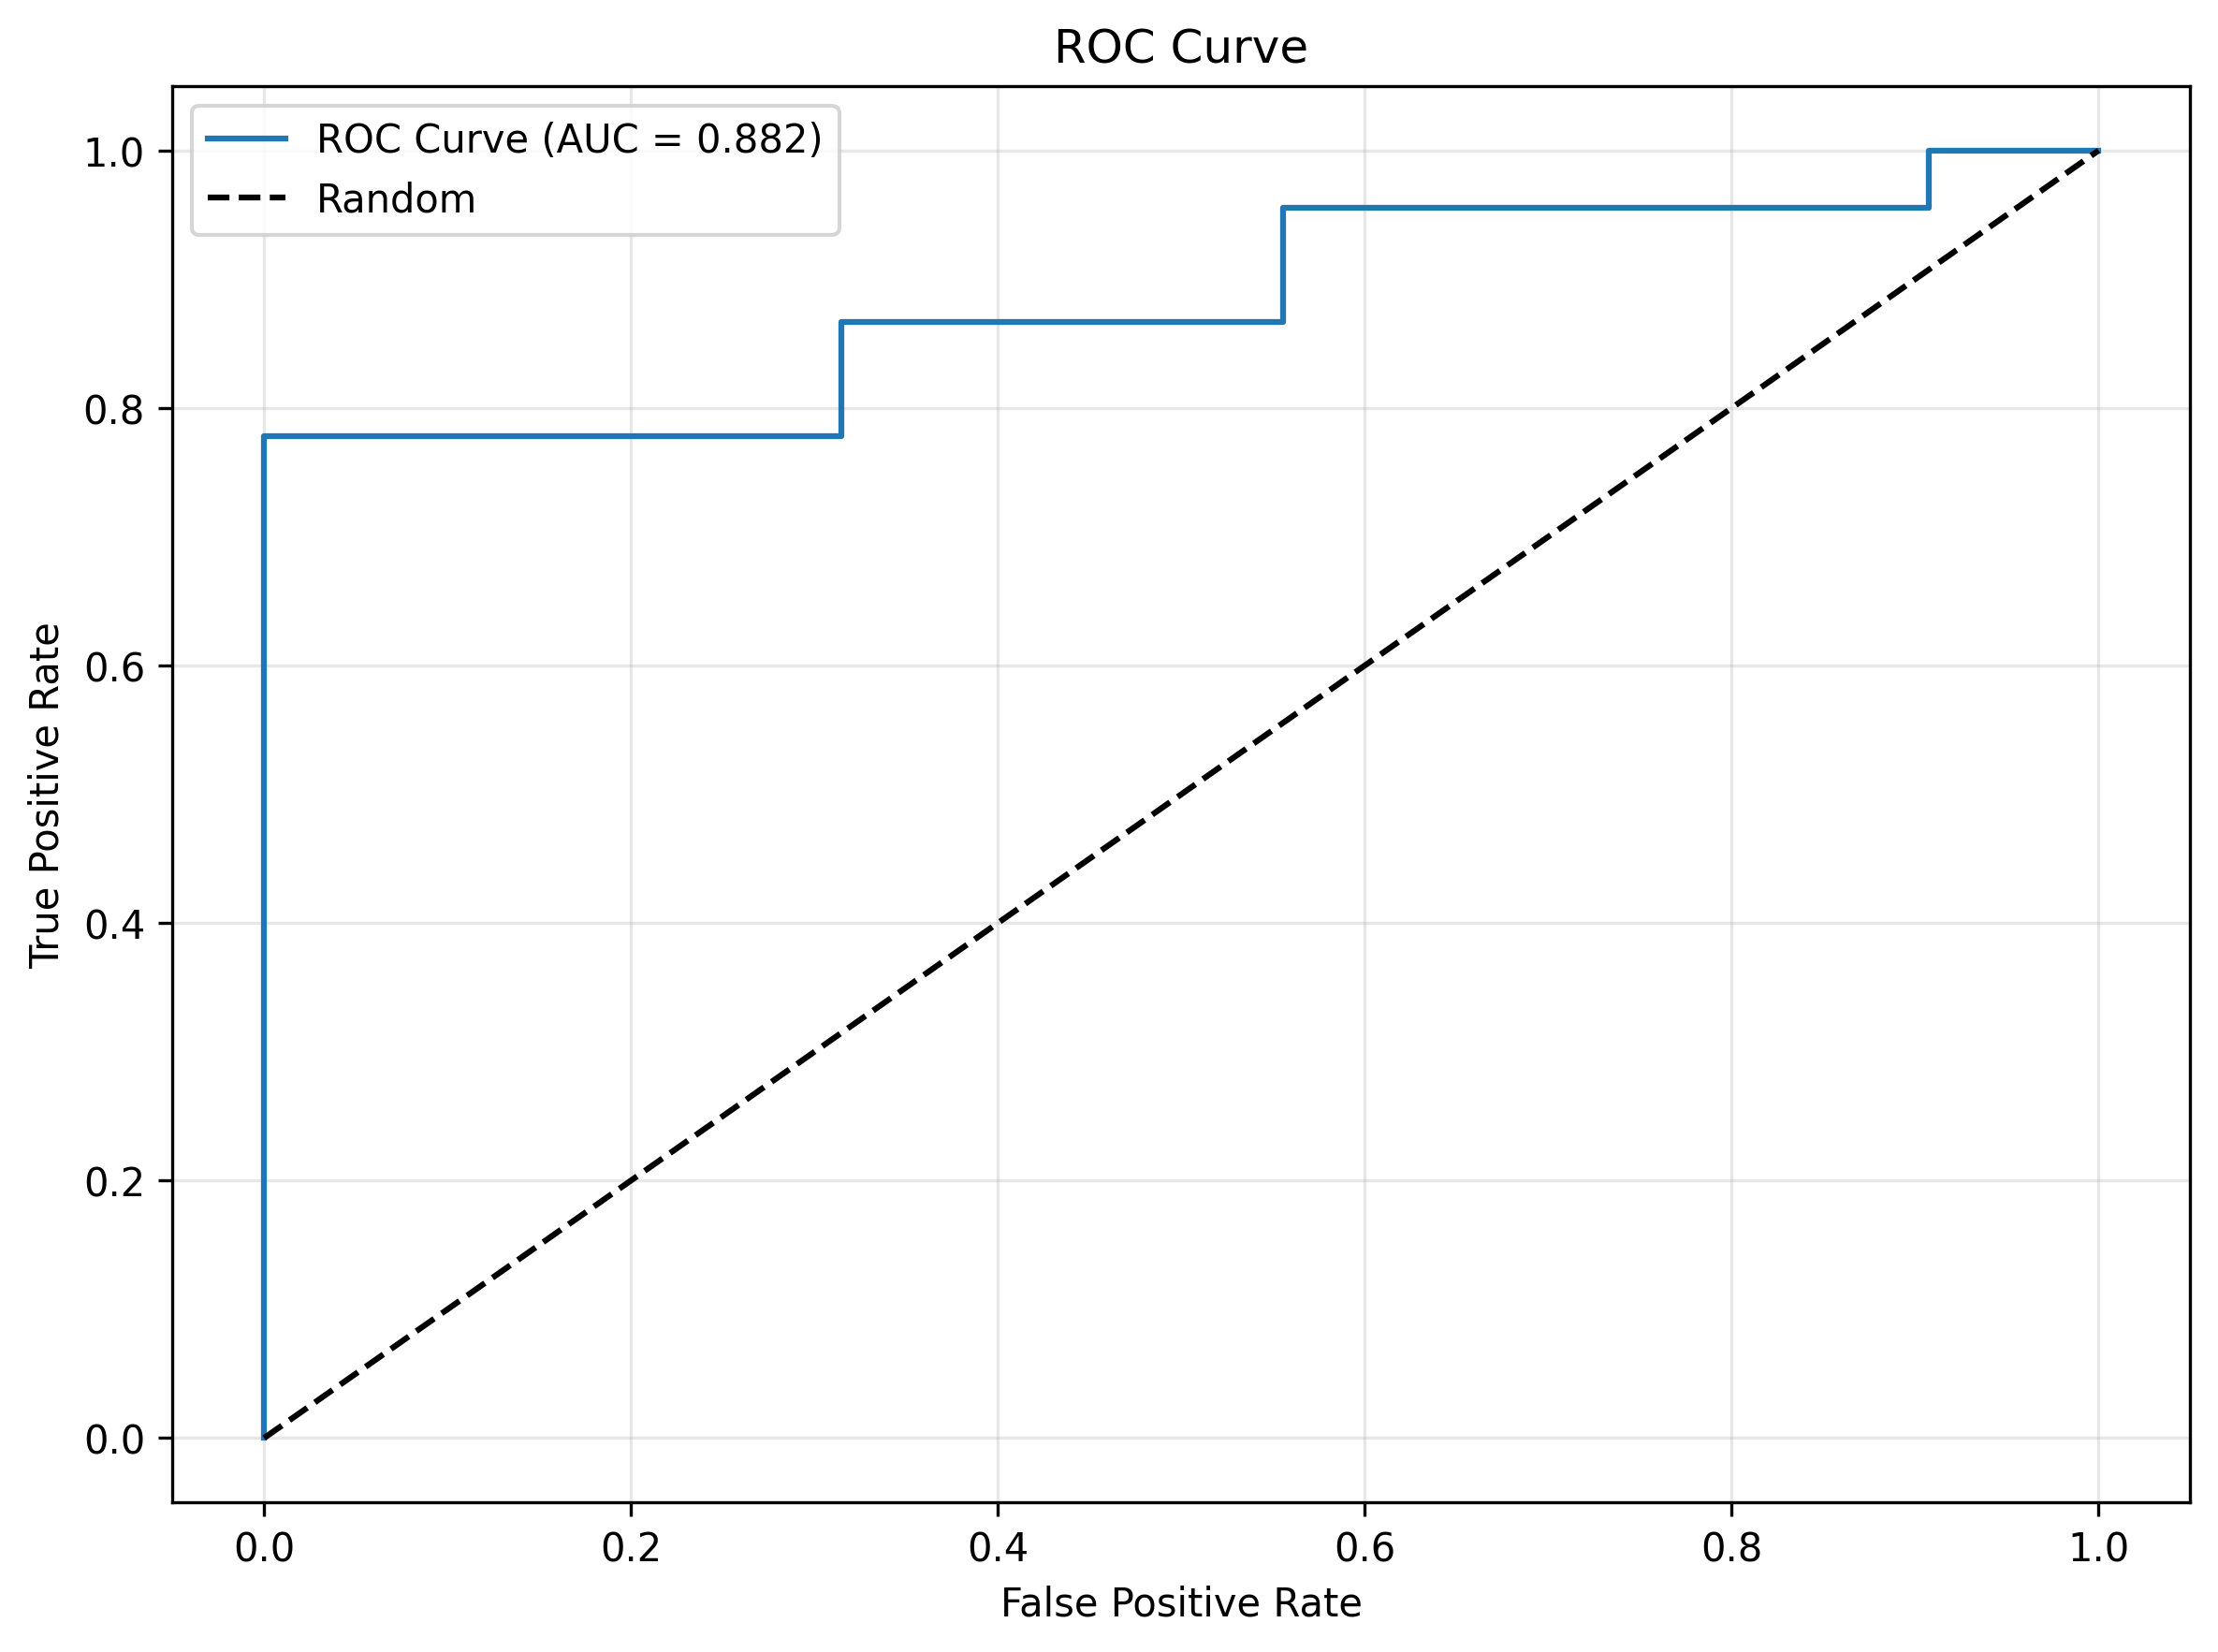 ROC Curve
ROC Curve (AUC = 0.882)
Random
True Positive Rate
1.0
0.8
0.6
0.4
0.2
0.0
0.0 0.2 0.4 0.6 0.8 1.0
False Positive Rate